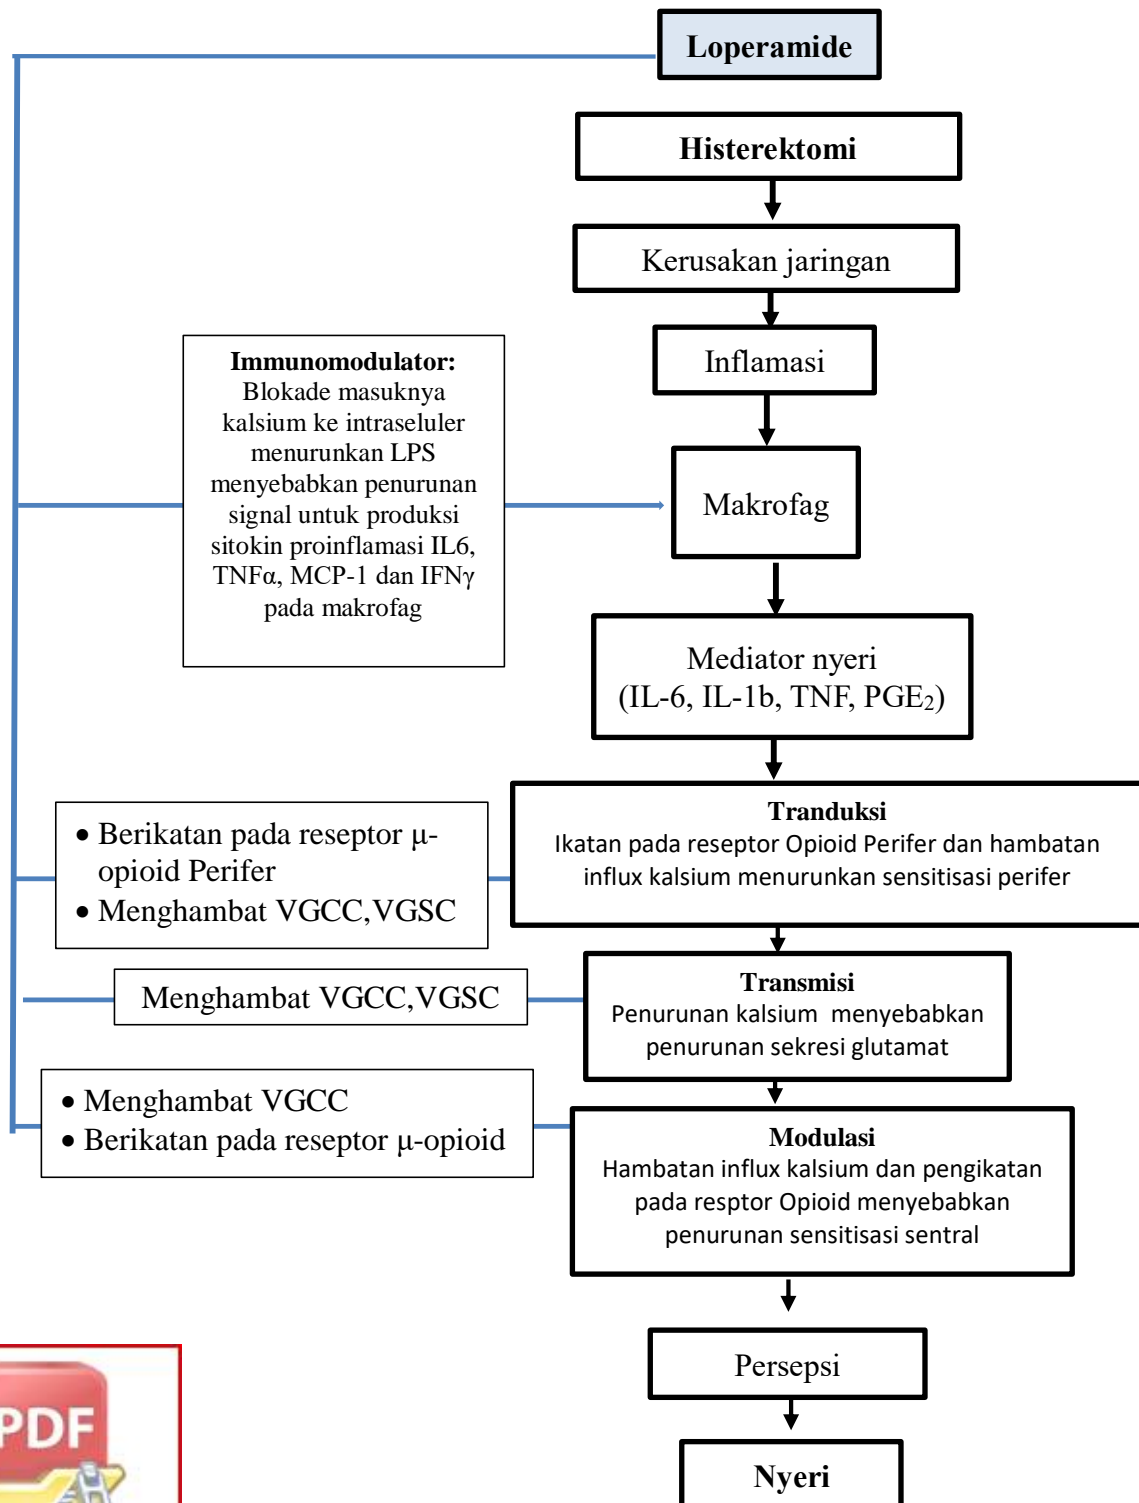 Loperamide
Histerektomi
Kerusakan jaringan
Inflamasi
Immunomodulator:
Blokade masuknya
kalsium ke intraseluler
menurunkan LPS
menyebabkan penurunan
signal untuk produksi
sitokin proinflamasi IL6,
TNFα, MCP-1 dan IFNγ
pada makrofag
Makrofag
Mediator nyeri
(IL-6, IL-1b, TNF, PGE₂)
• Berikatan pada reseptor μ-
opioid Perifer
• Menghambat VGCC,VGSC
Tranduksi
Ikatan pada reseptor Opioid Perifer dan hambatan
influx kalsium menurunkan sensitisasi perifer
Menghambat VGCC,VGSC
Transmisi
Penurunan kalsium menyebabkan
penurunan sekresi glutamat
• Menghambat VGCC
• Berikatan pada reseptor μ-opioid
Modulasi
Hambatan influx kalsium dan pengikatan
pada resptor Opioid menyebabkan
penurunan sensitisasi sentral
Persepsi
Nyeri
PDF